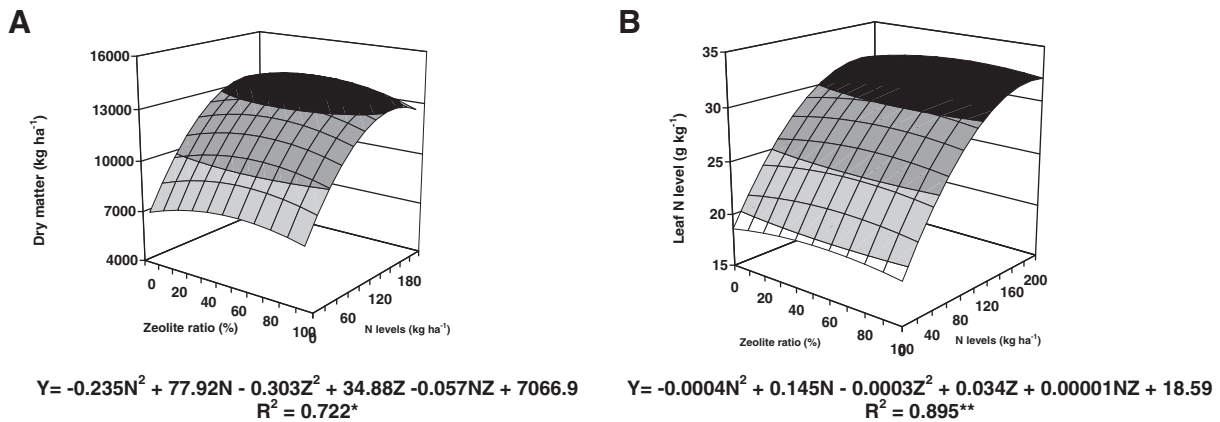 A
16000
13000
10000
7000
4000
Dry matter (kg ha⁻¹)
0
20
40
60
80
100
Zeolite ratio (%)
0
60
120
180
N levels (kg ha⁻¹)
Y= -0.235N² + 77.92N - 0.303Z² + 34.88Z -0.057NZ + 7066.9
R² = 0.722*
B
35
30
25
20
15
Leaf N level (g kg⁻¹)
0
20
40
60
80
100
Zeolite ratio (%)
0
40
80
120
160
200
N levels (kg ha⁻¹)
Y= -0.0004N² + 0.145N - 0.0003Z² + 0.034Z + 0.00001NZ + 18.59
R² = 0.895**